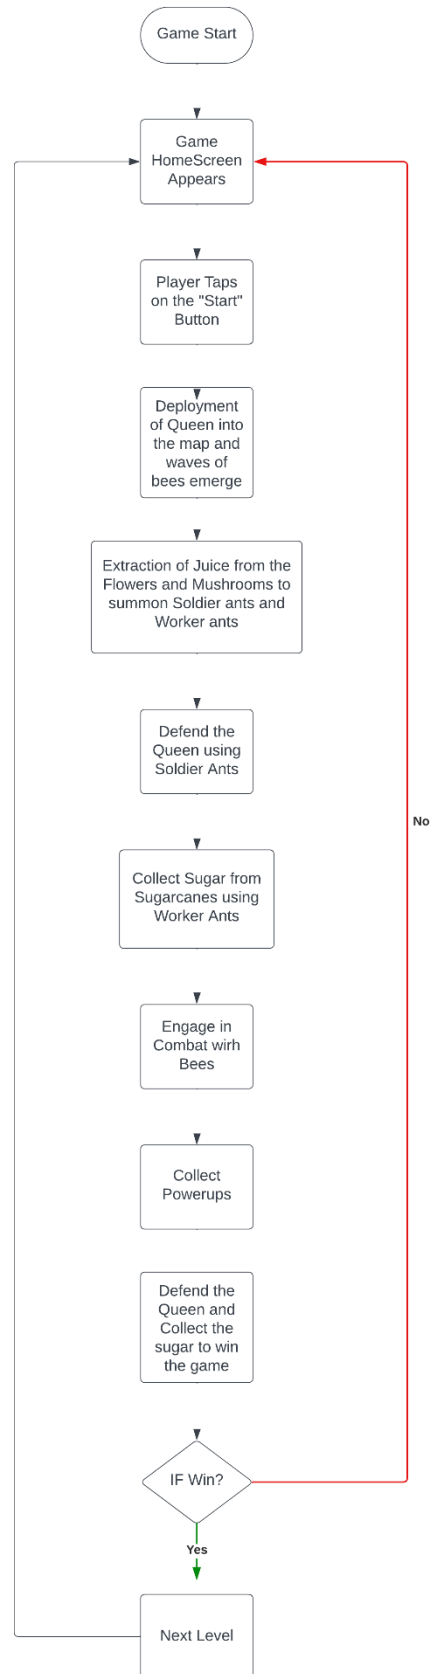 Game Start
Game
HomeScreen
Appears
Player Taps
on the "Start"
Button
Deployment
of Queen into
the map and
waves of
bees emerge
Extraction of Juice from the
Flowers and Mushrooms to
summon Soldier ants and
Worker ants
Defend the
Queen using
Soldier Ants
No
Collect Sugar from
Sugarcanes using
Worker Ants
Engage in
Combat wirh
Bees
Collect
Powerups
Defend the
Queen and
Collect the
sugar to win
the game
IF Win?
Yes
Next Level